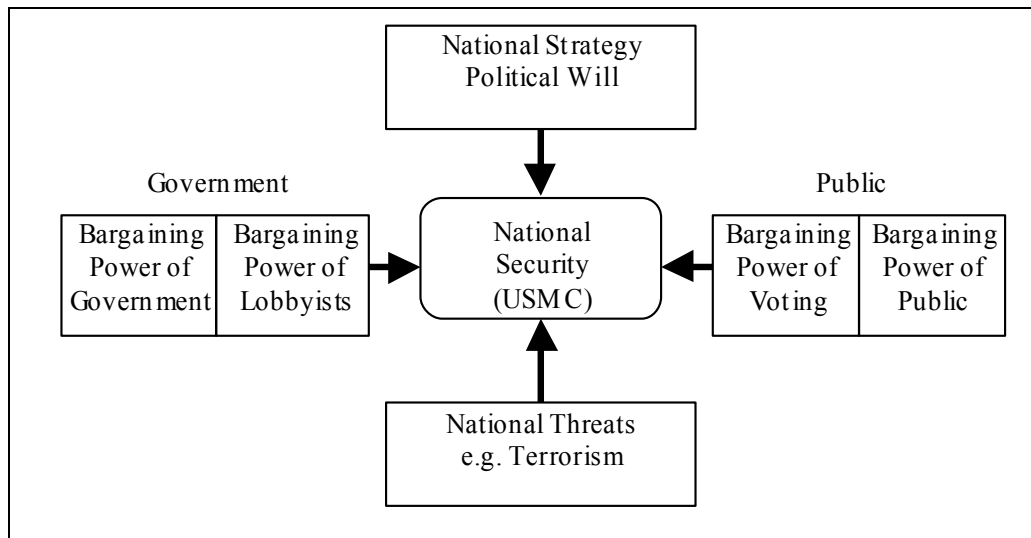 National Strategy
Political Will
Government
Public
Bargaining
Power of
Government
Bargaining
Power of
Lobbyists
National
Security
(USMC)
Bargaining
Power of
Voting
Bargaining
Power of
Public
National Threats
e.g. Terrorism